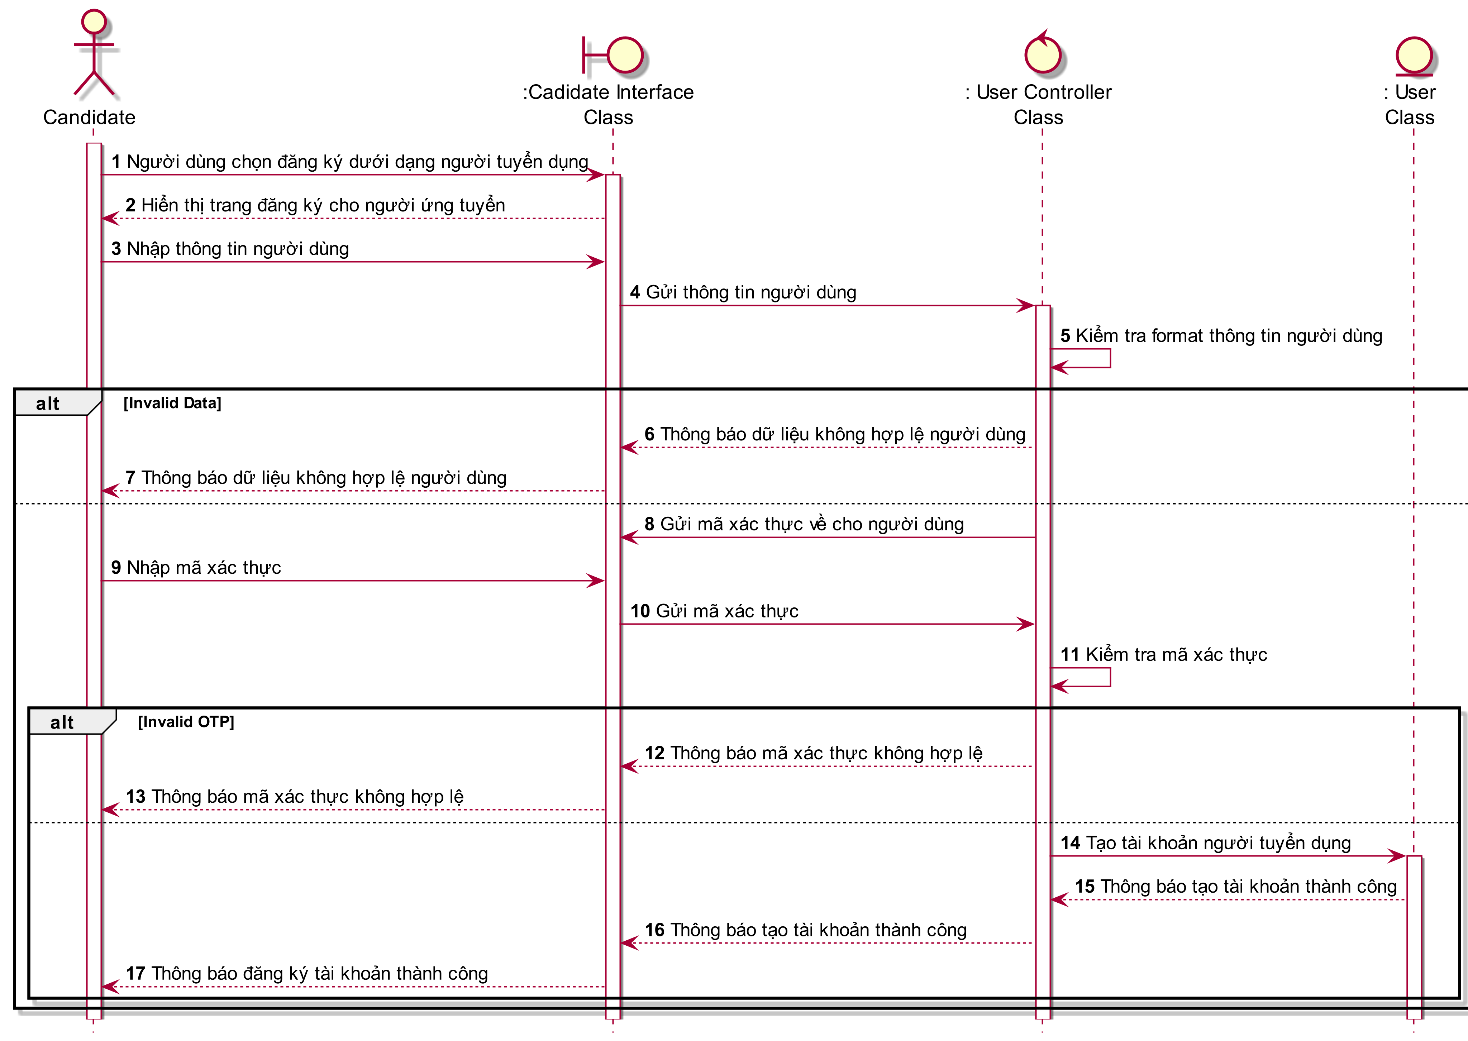 Candidate
:Cadidate Interface
Class
: User Controller
Class
: User
Class
1 Người dùng chọn đăng ký dưới dạng người tuyển dụng
2 Hiển thị trang đăng ký cho người ứng tuyển
3 Nhập thông tin người dùng
4 Gửi thông tin người dùng
5 Kiểm tra format thông tin người dùng
alt [Invalid Data]
6 Thông báo dữ liệu không hợp lệ người dùng
7 Thông báo dữ liệu không hợp lệ người dùng
8 Gửi mã xác thực về cho người dùng
9 Nhập mã xác thực
10 Gửi mã xác thực
11 Kiểm tra mã xác thực
alt [Invalid OTP]
12 Thông báo mã xác thực không hợp lệ
13 Thông báo mã xác thực không hợp lệ
14 Tạo tài khoản người tuyển dụng
15 Thông báo tạo tài khoản thành công
16 Thông báo tạo tài khoản thành công
17 Thông báo đăng ký tài khoản thành công